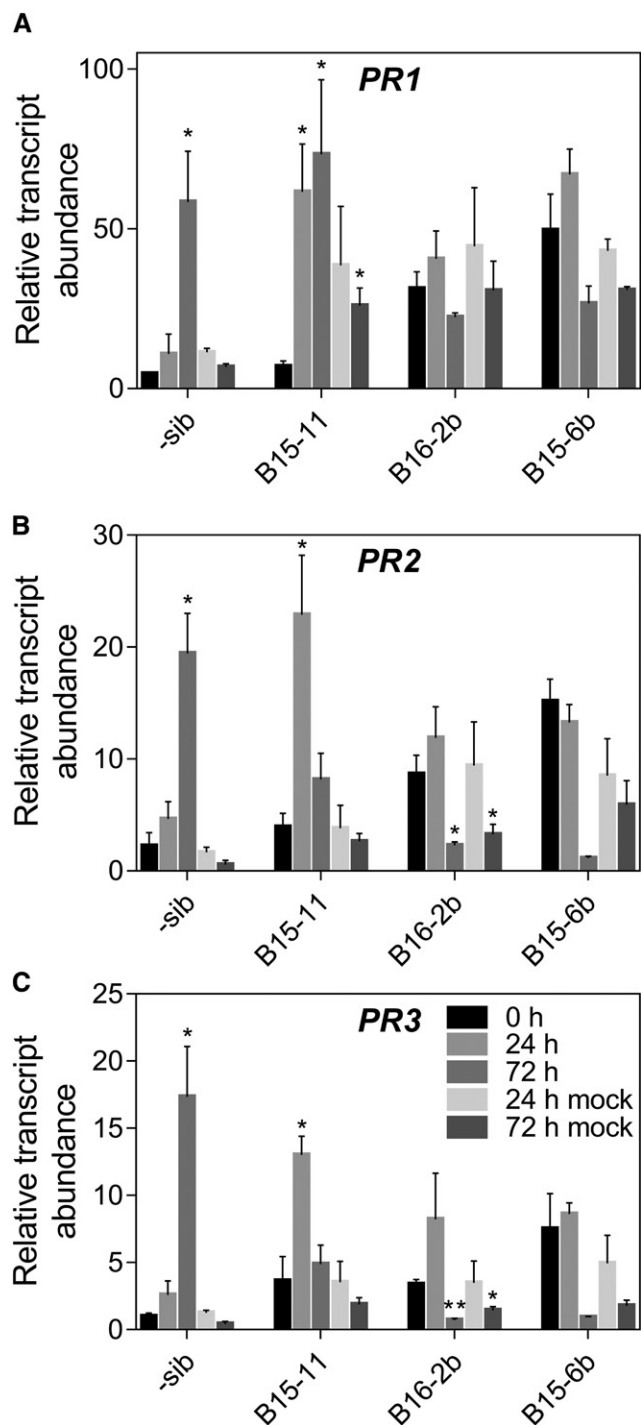 A
PR1
Relative transcript
abundance
100
50
0
*
* * *
-sib
B15-11
B16-2b
B15-6b
B
PR2
Relative transcript
abundance
30
20
10
0
*
*
* *
-sib
B15-11
B16-2b
B15-6b
C
PR3
Relative transcript
abundance
25
20
15
10
5
0
*
*
** *
0 h
24 h
72 h
24 h mock
72 h mock
-sib
B15-11
B16-2b
B15-6b